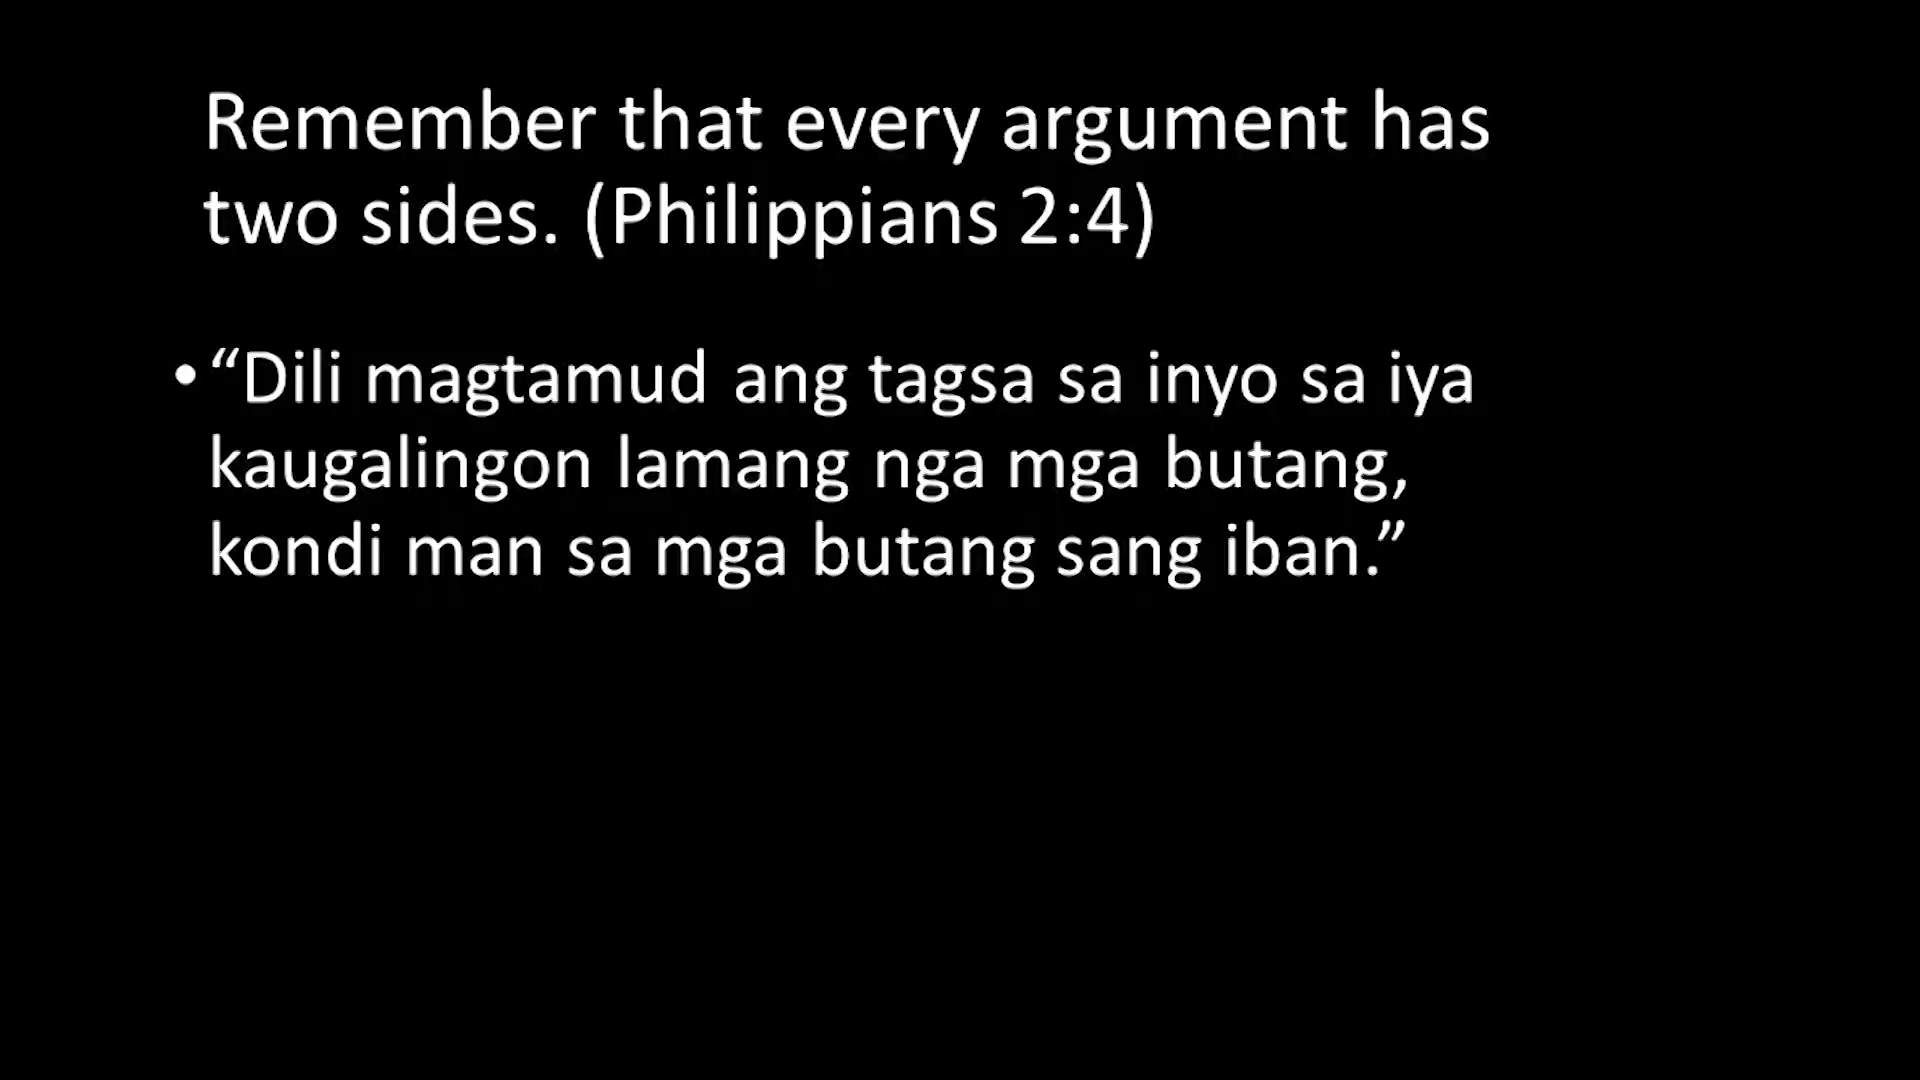 Remember that every argument has
two sides. (Philippians 2:4)
• “Dili magtamud ang tagsa sa inyo sa iya
kaugalingon lamang nga mga butang,
kondi man sa mga butang sang iban.”